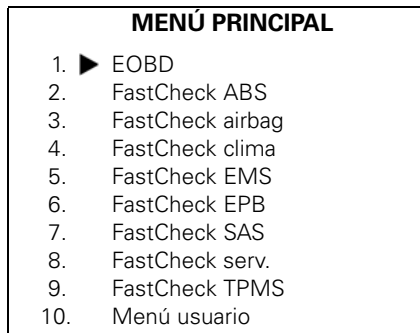 MENÚ PRINCIPAL
1. ▶ EOBD
2. FastCheck ABS
3. FastCheck airbag
4. FastCheck clima
5. FastCheck EMS
6. FastCheck EPB
7. FastCheck SAS
8. FastCheck serv.
9. FastCheck TPMS
10. Menú usuario